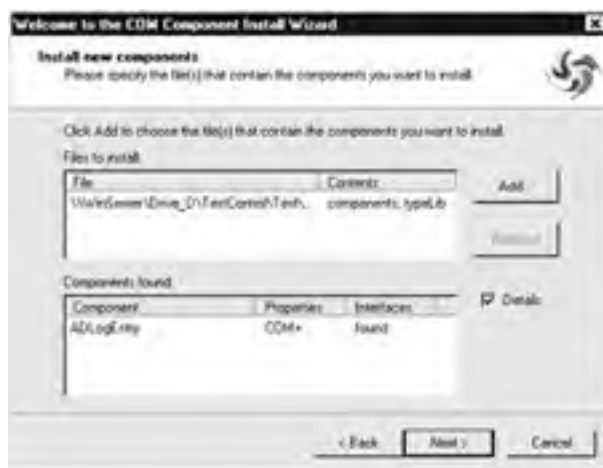 Welcome to the COM Component Install Wizard
Install new components
Please specify the file(s) that contain the components you want to install.
Click Add to choose the file(s) that contain the components you want to install.
Files to install:
File Contents
components, typeLib
Add
Components found:
Component Properties Interfaces
ADLogEntry COM+ found
Details
< Back Next > Cancel